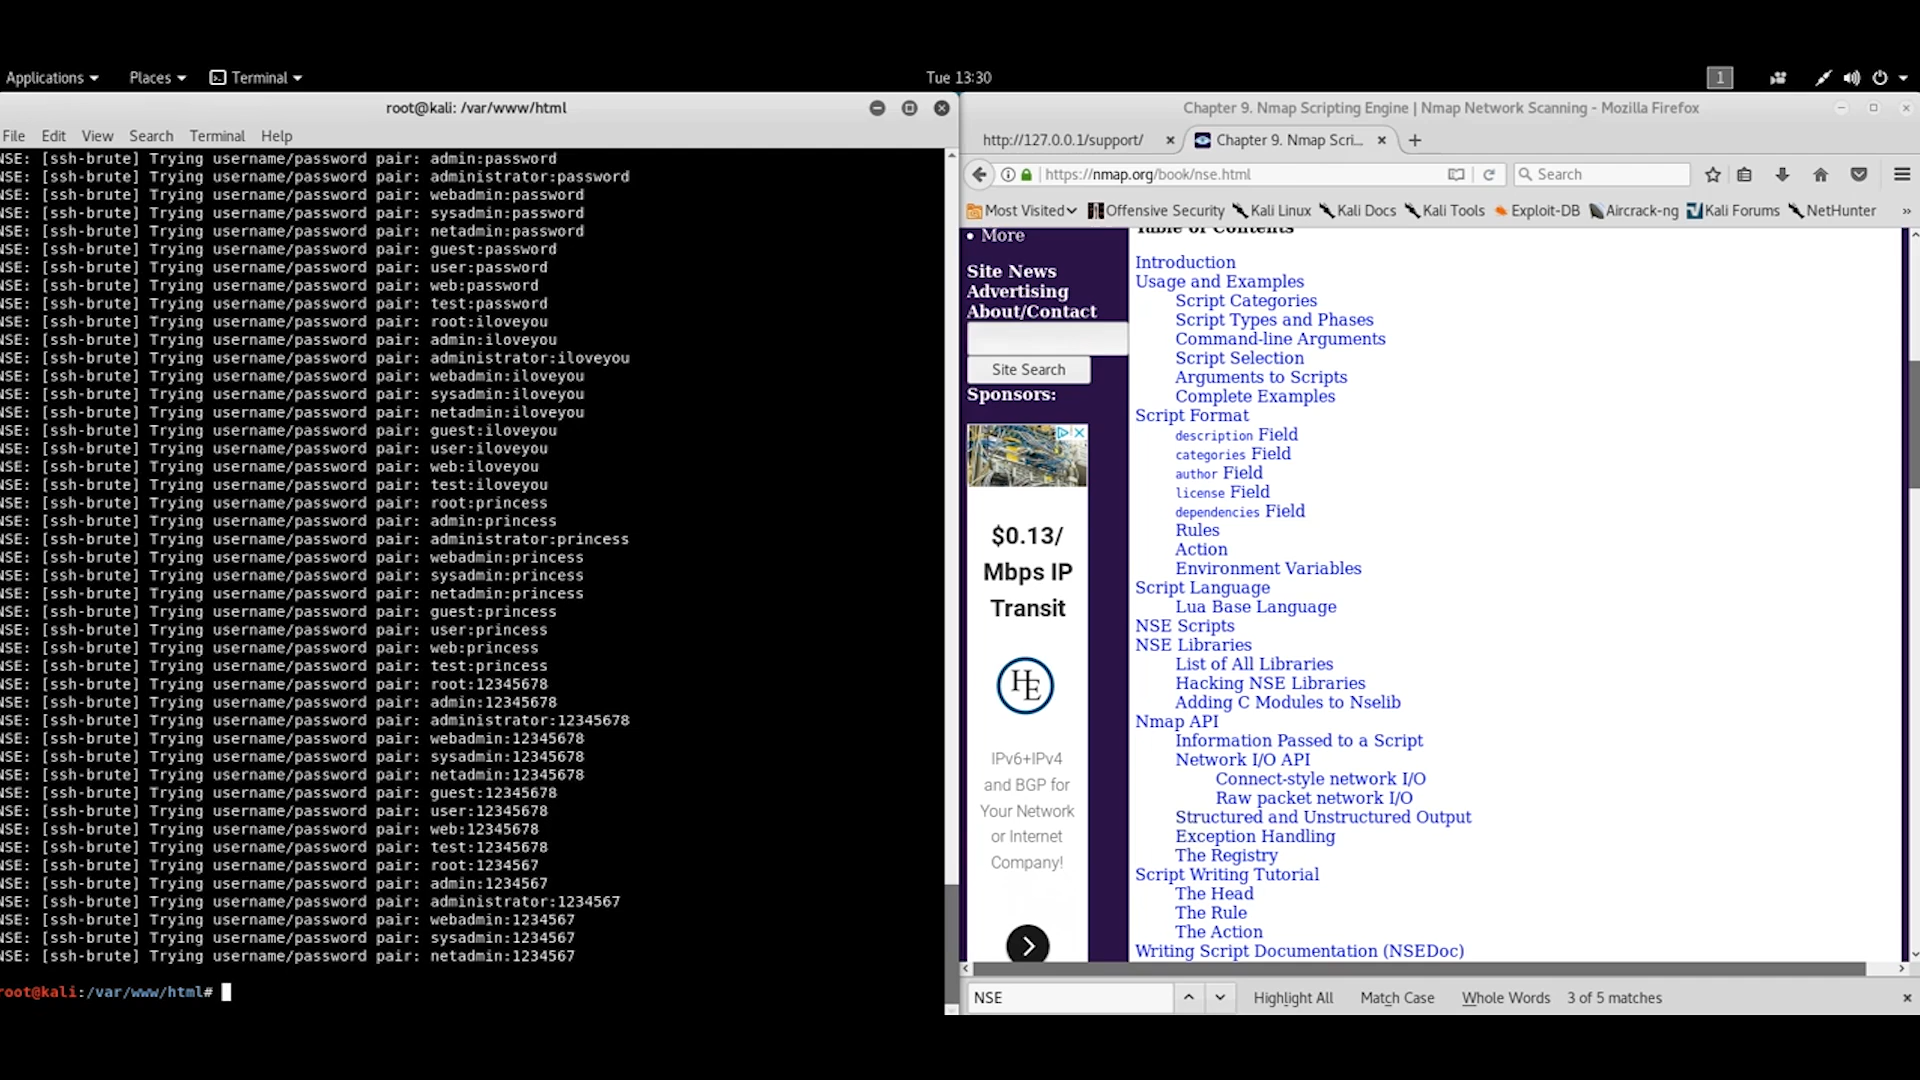 Applications
Places
Terminal
Tue 13:30
1
root@kali: /var/www/html
File Edit View Search Terminal Help
NSE: [ssh-brute] Trying username/password pair: admin:password
NSE: [ssh-brute] Trying username/password pair: administrator:password
NSE: [ssh-brute] Trying username/password pair: webadmin:password
NSE: [ssh-brute] Trying username/password pair: sysadmin:password
NSE: [ssh-brute] Trying username/password pair: netadmin:password
NSE: [ssh-brute] Trying username/password pair: guest:password
NSE: [ssh-brute] Trying username/password pair: user:password
NSE: [ssh-brute] Trying username/password pair: web:password
NSE: [ssh-brute] Trying username/password pair: test:password
NSE: [ssh-brute] Trying username/password pair: root:iloveyou
NSE: [ssh-brute] Trying username/password pair: admin:iloveyou
NSE: [ssh-brute] Trying username/password pair: administrator:iloveyou
NSE: [ssh-brute] Trying username/password pair: webadmin:iloveyou
NSE: [ssh-brute] Trying username/password pair: sysadmin:iloveyou
NSE: [ssh-brute] Trying username/password pair: netadmin:iloveyou
NSE: [ssh-brute] Trying username/password pair: guest:iloveyou
NSE: [ssh-brute] Trying username/password pair: user:iloveyou
NSE: [ssh-brute] Trying username/password pair: web:iloveyou
NSE: [ssh-brute] Trying username/password pair: test:iloveyou
NSE: [ssh-brute] Trying username/password pair: root:princess
NSE: [ssh-brute] Trying username/password pair: admin:princess
NSE: [ssh-brute] Trying username/password pair: administrator:princess
NSE: [ssh-brute] Trying username/password pair: webadmin:princess
NSE: [ssh-brute] Trying username/password pair: sysadmin:princess
NSE: [ssh-brute] Trying username/password pair: netadmin:princess
NSE: [ssh-brute] Trying username/password pair: guest:princess
NSE: [ssh-brute] Trying username/password pair: user:princess
NSE: [ssh-brute] Trying username/password pair: web:princess
NSE: [ssh-brute] Trying username/password pair: test:princess
NSE: [ssh-brute] Trying username/password pair: root:12345678
NSE: [ssh-brute] Trying username/password pair: admin:12345678
NSE: [ssh-brute] Trying username/password pair: administrator:12345678
NSE: [ssh-brute] Trying username/password pair: webadmin:12345678
NSE: [ssh-brute] Trying username/password pair: sysadmin:12345678
NSE: [ssh-brute] Trying username/password pair: netadmin:12345678
NSE: [ssh-brute] Trying username/password pair: guest:12345678
NSE: [ssh-brute] Trying username/password pair: user:12345678
NSE: [ssh-brute] Trying username/password pair: web:12345678
NSE: [ssh-brute] Trying username/password pair: test:12345678
NSE: [ssh-brute] Trying username/password pair: root:1234567
NSE: [ssh-brute] Trying username/password pair: admin:1234567
NSE: [ssh-brute] Trying username/password pair: administrator:1234567
NSE: [ssh-brute] Trying username/password pair: webadmin:1234567
NSE: [ssh-brute] Trying username/password pair: sysadmin:1234567
NSE: [ssh-brute] Trying username/password pair: netadmin:1234567
root@kali:/var/www/html#
Chapter 9. Nmap Scripting Engine | Nmap Network Scanning - Mozilla Firefox
http://127.0.0.1/support/
Chapter 9. Nmap Scri...
https://nmap.org/book/nse.html
Search
Most Visited Offensive Security Kali Linux Kali Docs Kali Tools Exploit-DB Aircrack-ng Kali Forums NetHunter »
• More
Site News
Advertising
About/Contact
Site Search
Sponsors:
$0.13/
Mbps IP
Transit
HE
IPv6+IPv4
and BGP for
Your Network
or Internet
Company!
Table of Contents
Introduction
Usage and Examples
Script Categories
Script Types and Phases
Command-line Arguments
Script Selection
Arguments to Scripts
Complete Examples
Script Format
description Field
categories Field
author Field
license Field
dependencies Field
Rules
Action
Environment Variables
Script Language
Lua Base Language
NSE Scripts
NSE Libraries
List of All Libraries
Hacking NSE Libraries
Adding C Modules to Nselib
Nmap API
Information Passed to a Script
Network I/O API
Connect-style network I/O
Raw packet network I/O
Structured and Unstructured Output
Exception Handling
The Registry
Script Writing Tutorial
The Head
The Rule
The Action
Writing Script Documentation (NSEDoc)
NSE
Highlight All Match Case Whole Words 3 of 5 matches